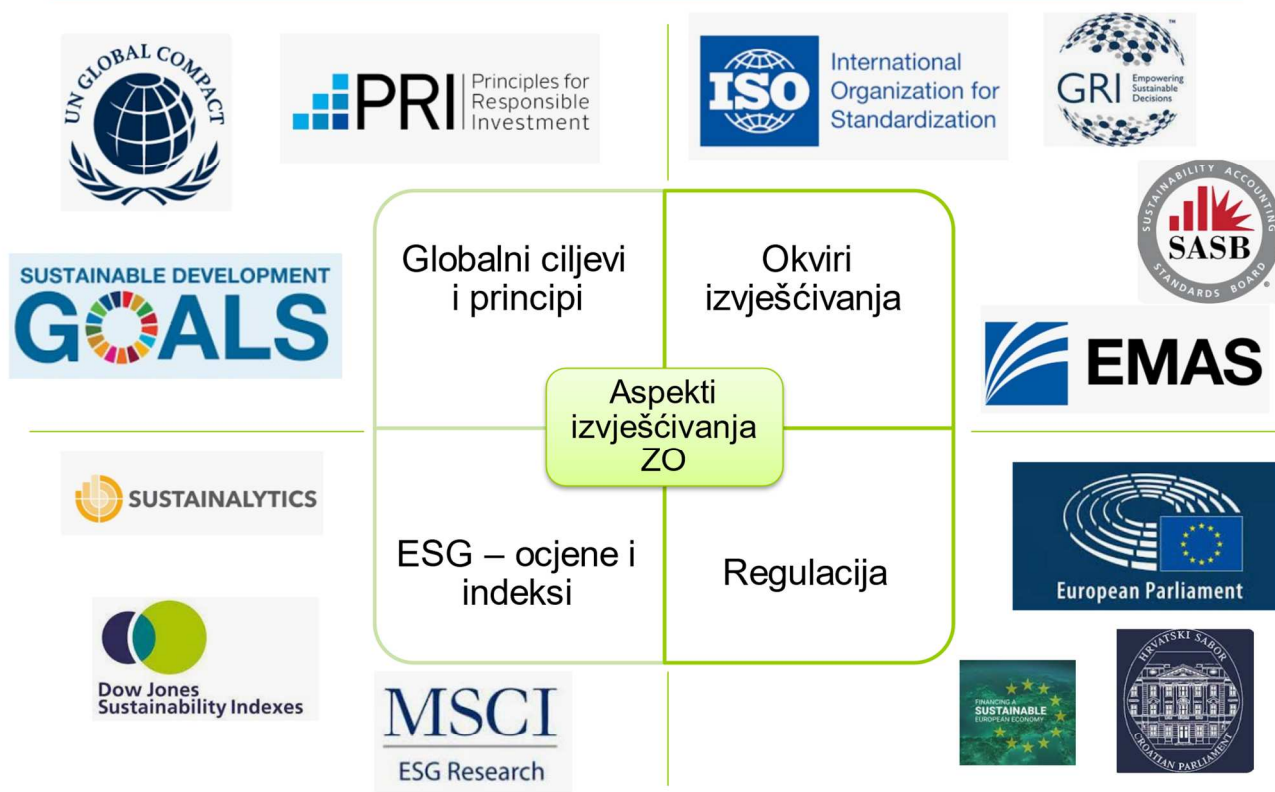 UN GLOBAL COMPACT
PRI
Principles for
Responsible
Investment
SUSTAINABLE DEVELOPMENT
GOALS
ISO
International
Organization for
Standardization
GRI
Empowering
Sustainable
Decisions
TM
SUSTAINABILITY ACCOUNTING
SASB
STANDARDS BOARD
®
EMAS
Globalni ciljevi
i principi
Okviri
izvješćivanja
Aspekti
izvješćivanja
ZO
ESG – ocjene i
indeksi
Regulacija
SUSTAINALYTICS
Dow Jones
Sustainability Indexes
MSCI
ESG Research
European Parliament
FINANCING A
SUSTAINABLE
EUROPEAN ECONOMY
HRVATSKI SABOR
CROATIAN PARLIAMENT